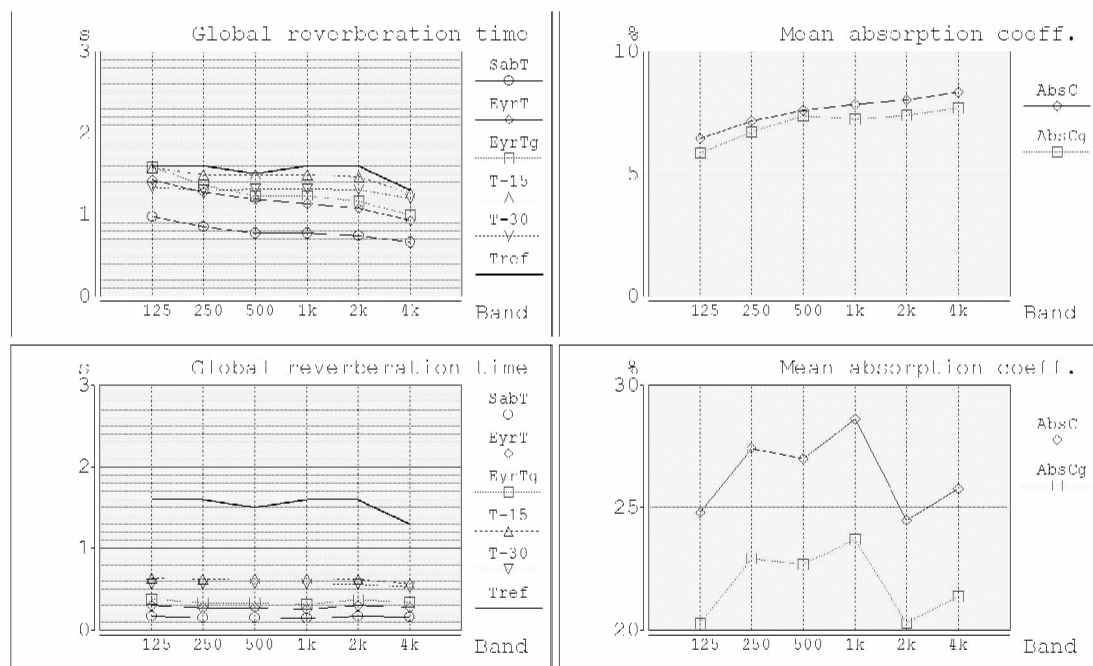 s Global reverberation time
3
2
1
0
125 250 500 1k 2k 4k Band
SabT
EyrT
EyrTg
T-15
T-30
Tref
% Mean absorption coeff.
10
5
0
125 250 500 1k 2k 4k Band
AbsC
AbsCg
s Global reverberation time
3
2
1
0
125 250 500 1k 2k 4k Band
SabT
EyrT
EyrTg
T-15
T-30
Tref
% Mean absorption coeff.
30
25
20
125 250 500 1k 2k 4k Band
AbsC
AbsCg